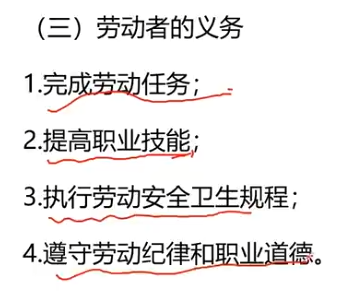 （三）劳动者的义务
1.完成劳动任务；
2.提高职业技能；
3.执行劳动安全卫生规程；
4.遵守劳动纪律和职业道德。